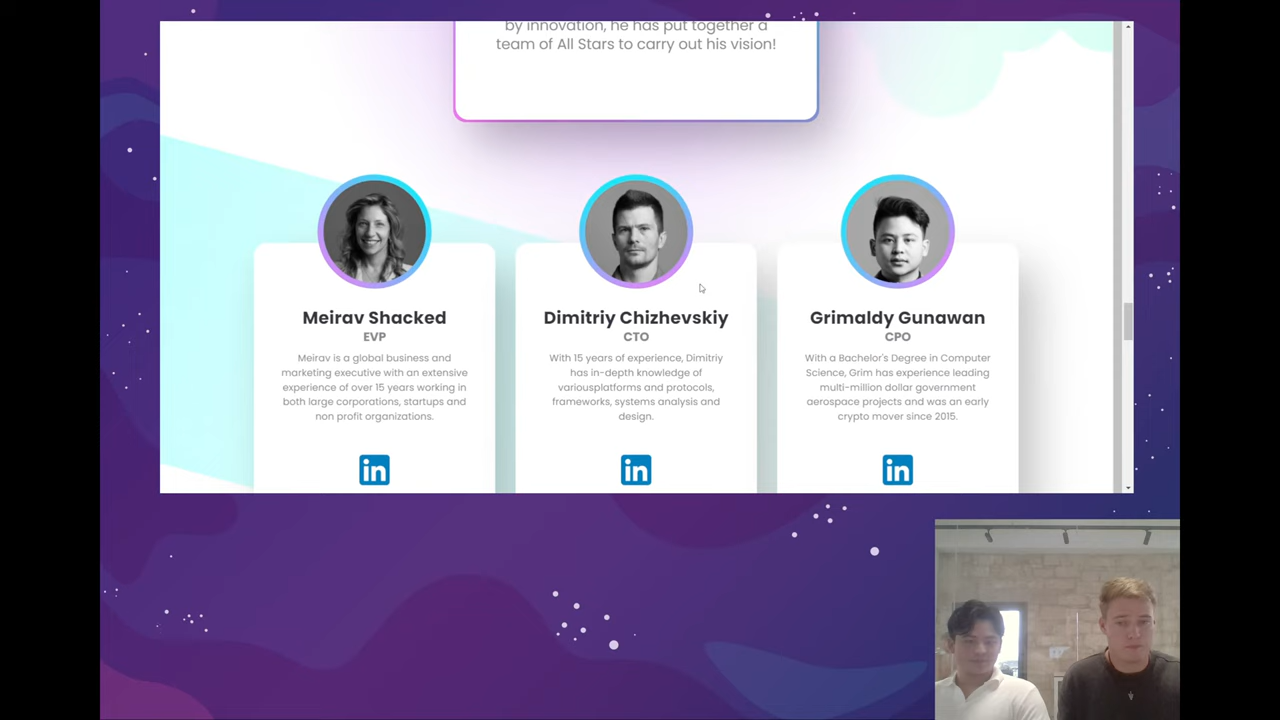 by innovation, he has put together a
team of All Stars to carry out his vision!
Meirav Shacked
EVP
Meirav is a global business and
marketing executive with an extensive
experience of over 15 years working in
both large corporations, startups and
non profit organizations.
in
Dimitriy Chizhevskiy
CTO
With 15 years of experience, Dimitriy
has in-depth knowledge of
variousplatforms and protocols,
frameworks, systems analysis and
design.
in
Grimaldy Gunawan
CPO
With a Bachelor's Degree in Computer
Science, Grim has experience leading
multi-million dollar government
aerospace projects and was an early
crypto mover since 2015.
in